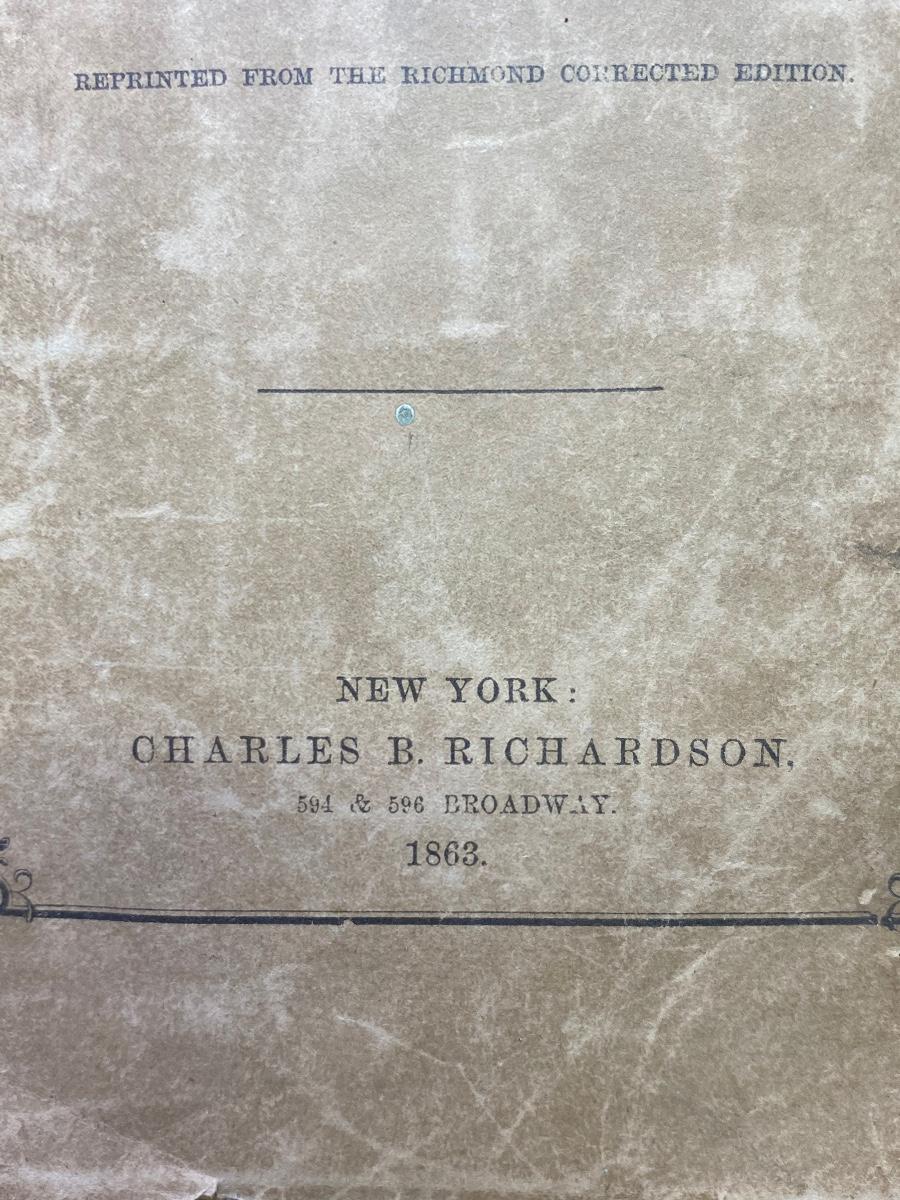 REPRINTED FROM THE RICHMOND CORRECTED EDITION.
NEW YORK:
CHARLES B. RICHARDSON,
594 & 596 BROADWAY.
1863.